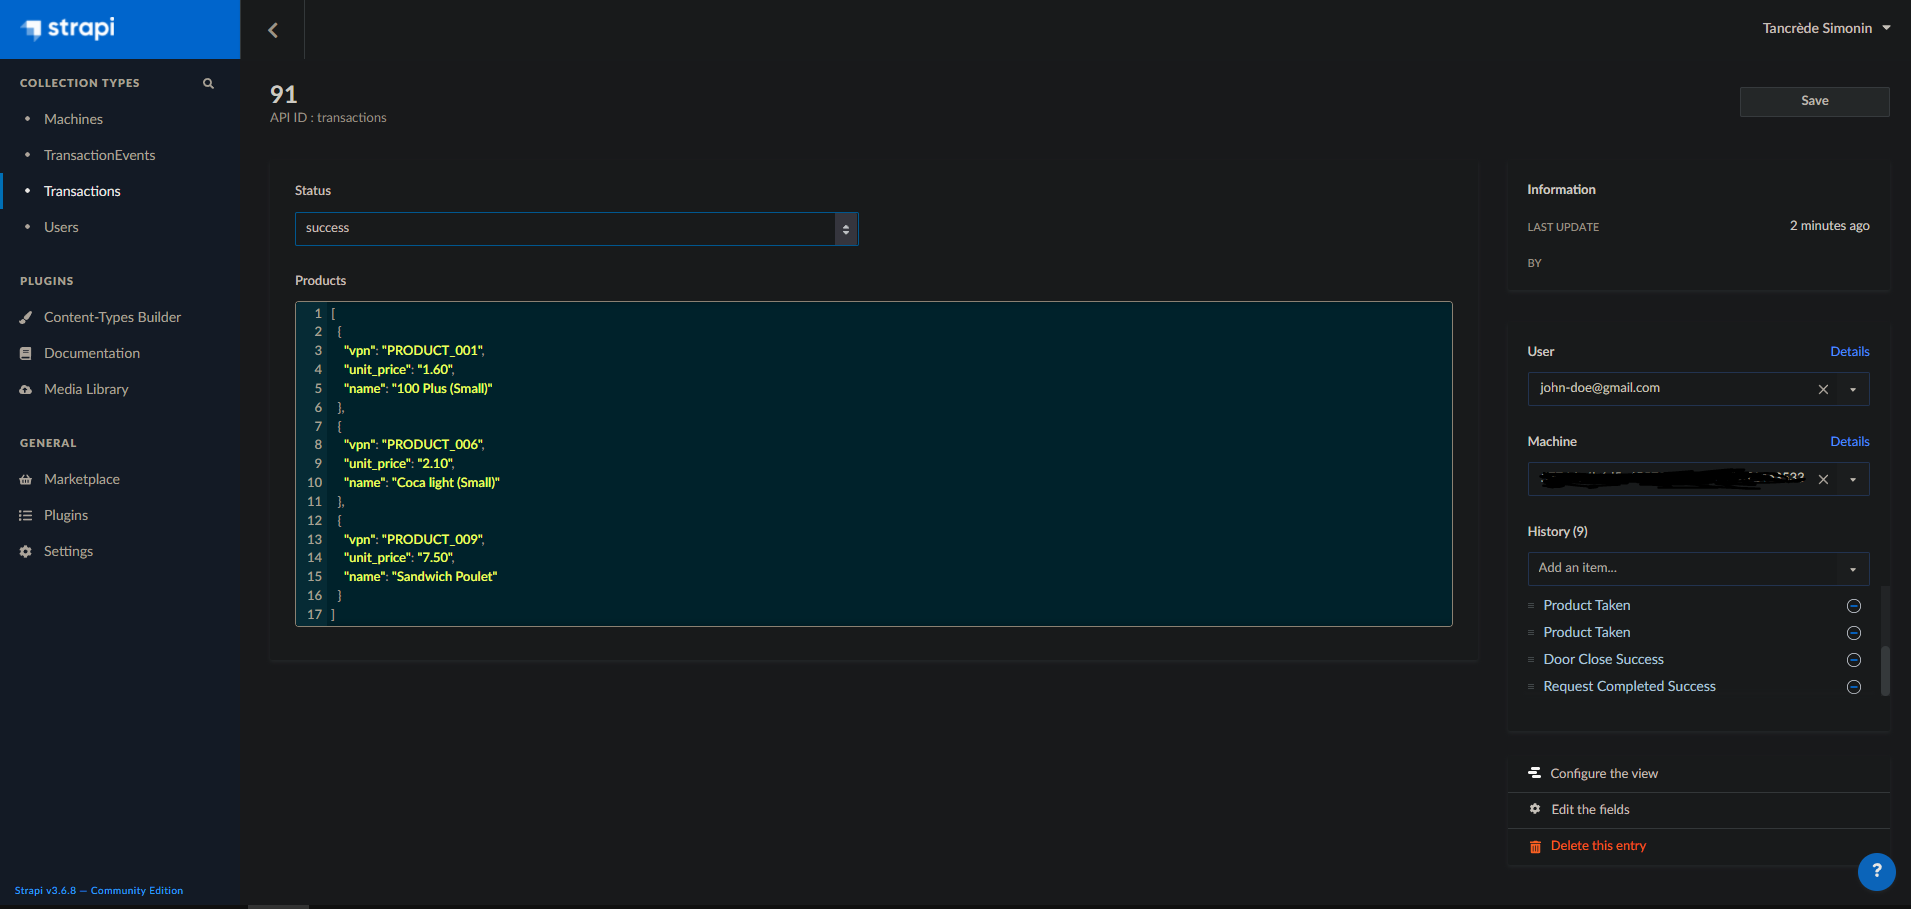 strapi
Tancrède Simonin
COLLECTION TYPES
Machines
TransactionEvents
Transactions
Users
PLUGINS
Content-Types Builder
Documentation
Media Library
GENERAL
Marketplace
Plugins
Settings
Strapi v3.6.8 — Community Edition
91
API ID : transactions
Save
Status
success
Products
1 [
2 {
3 "vpn": "PRODUCT_001",
4 "unit_price": "1.60",
5 "name": "100 Plus (Small)"
6 },
7 {
8 "vpn": "PRODUCT_006",
9 "unit_price": "2.10",
10 "name": "Coca light (Small)"
11 },
12 {
13 "vpn": "PRODUCT_009",
14 "unit_price": "7.50",
15 "name": "Sandwich Poulet"
16 }
17 ]
Information
LAST UPDATE 2 minutes ago
BY
User Details
john-doe@gmail.com
Machine Details
History (9)
Add an item...
Product Taken
Product Taken
Door Close Success
Request Completed Success
Configure the view
Edit the fields
Delete this entry
?